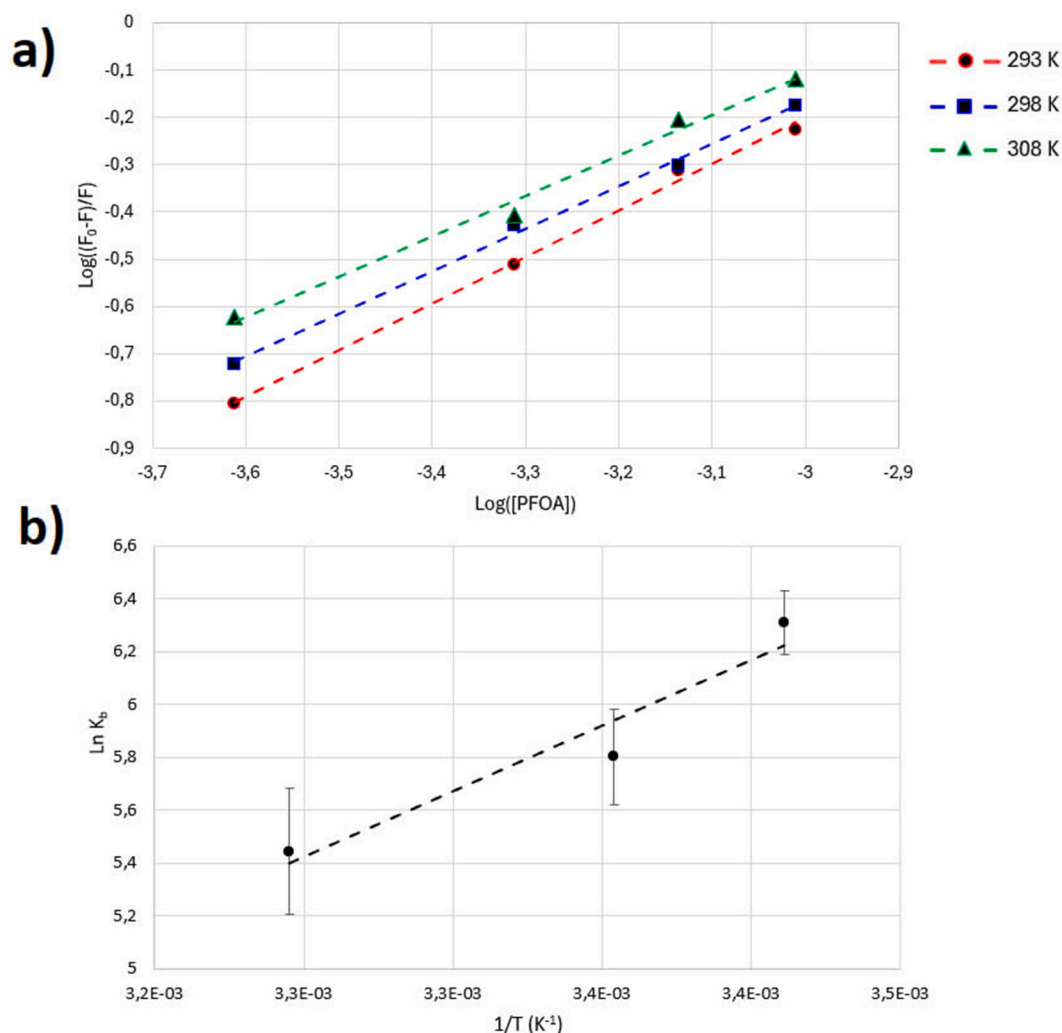 a)
0
-0,1
-0,2
-0,3
-0,4
-0,5
-0,6
-0,7
-0,8
-0,9
Log((F₀-F)/F)
-3,7
-3,6
-3,5
-3,4
-3,3
-3,2
-3,1
-3
-2,9
Log([PFOA])
293 K
298 K
308 K
b)
6,6
6,4
6,2
6
5,8
5,6
5,4
5,2
5
Ln K_b
3,2E-03
3,3E-03
3,3E-03
3,4E-03
3,4E-03
3,5E-03
1/T (K⁻¹)